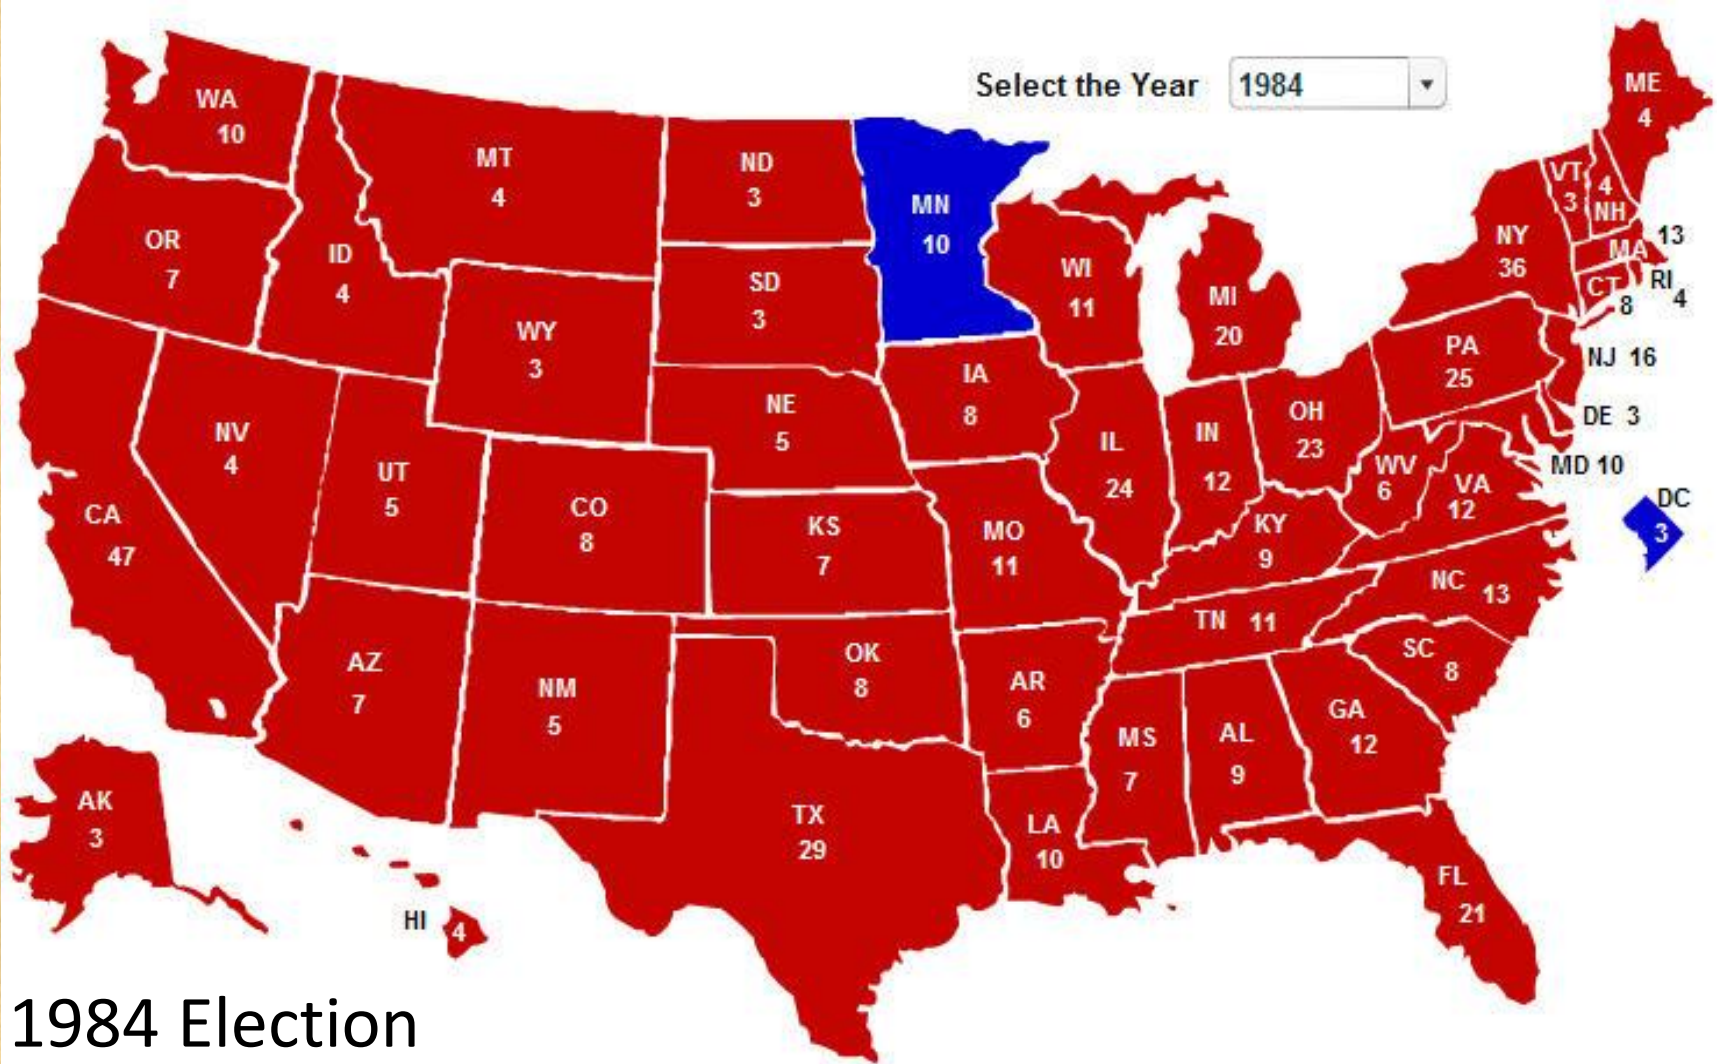 Select the Year 1984
WA
10
OR
7
ID
4
MT
4
ND
3
MN
10
SD
3
WY
3
WI
11
MI
20
ME
4
VT
3
4
NH
NY
36
MA 13
CT
8
RI
4
PA
25
NJ 16
DE 3
MD 10
DC
3
NV
4
UT
5
CA
47
CO
8
NE
5
IA
8
KS
7
MO
11
IL
24
IN
12
OH
23
WV
6
VA
12
KY
9
NC 13
TN 11
SC
8
AZ
7
NM
5
OK
8
AR
6
MS
7
AL
9
GA
12
TX
29
LA
10
FL
21
AK
3
HI 4
1984 Election